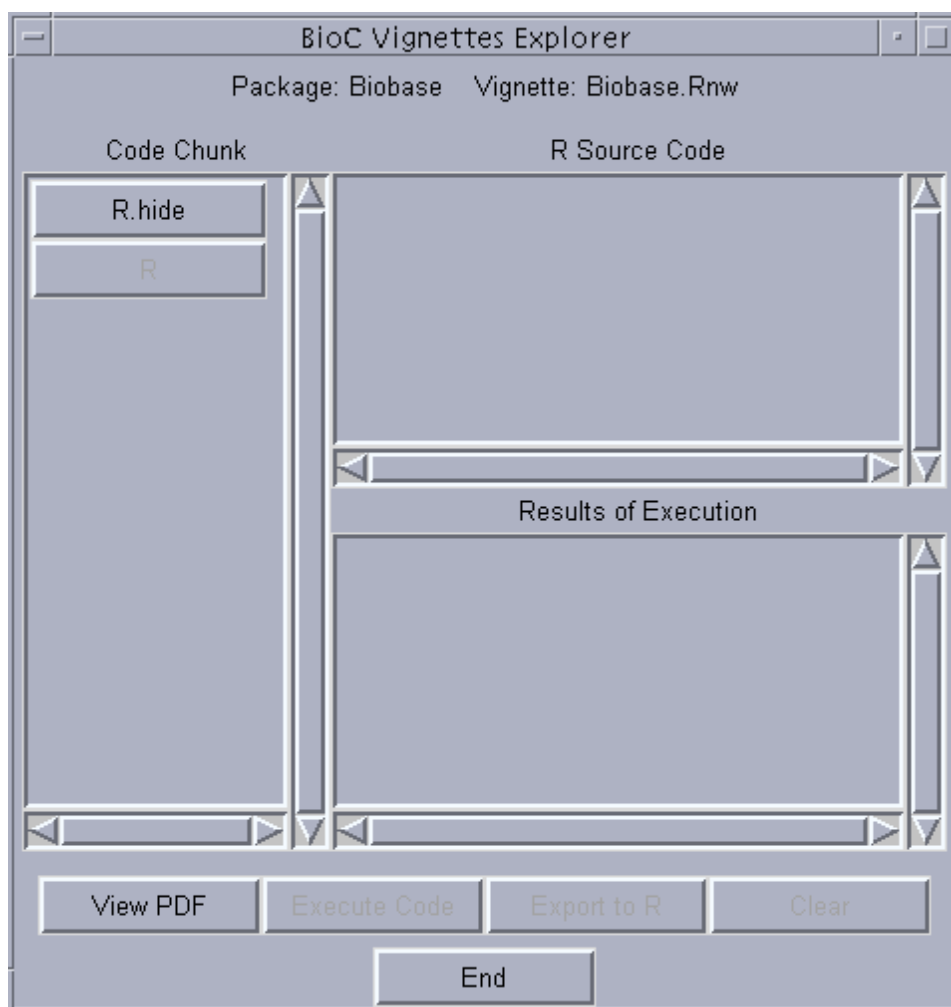 BioC Vignettes Explorer
Package: Biobase Vignette: Biobase.Rnw
Code Chunk
R Source Code
R.hide
R
Results of Execution
View PDF Execute Code Export to R Clear
End